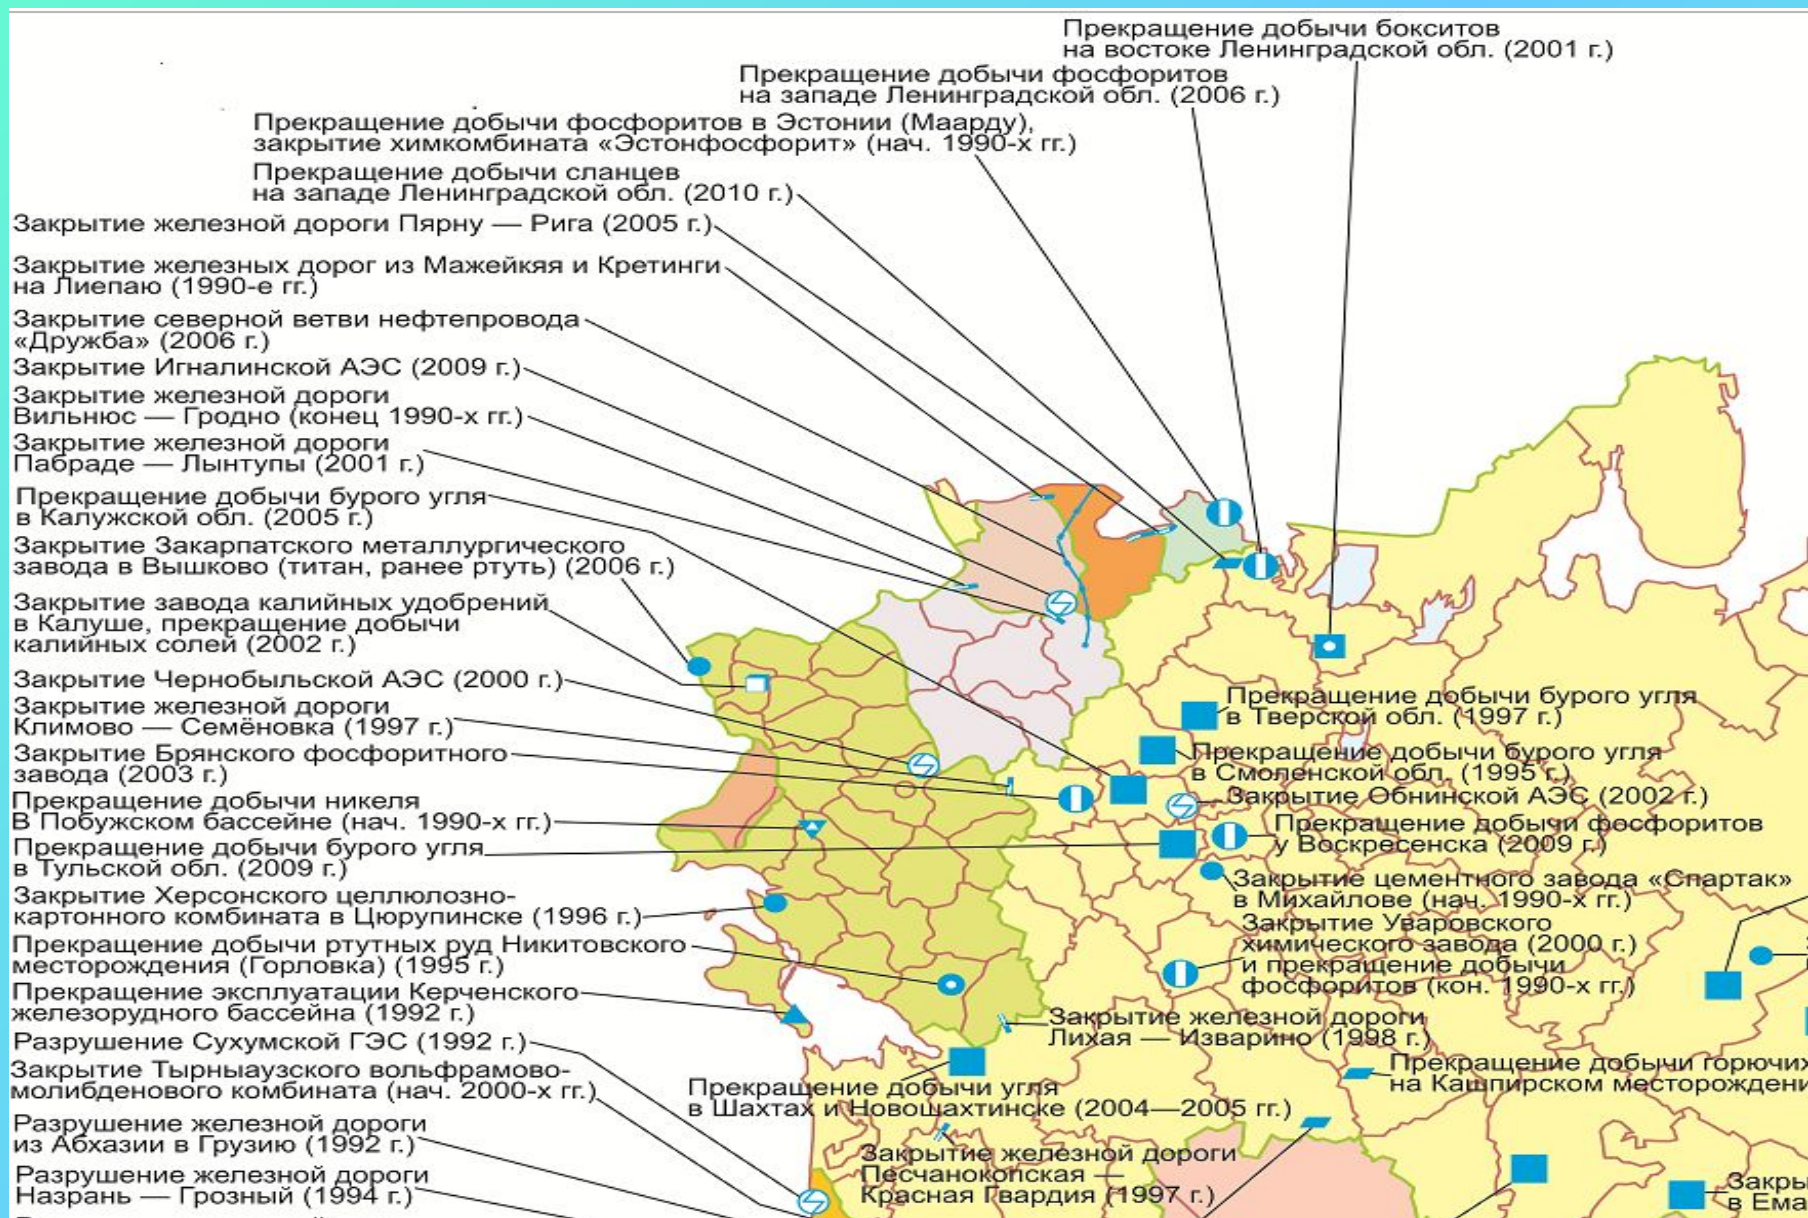 Прекращение добычи бокситов
на востоке Ленинградской обл. (2001 г.)
Прекращение добычи фосфоритов
на западе Ленинградской обл. (2006 г.)
Прекращение добычи фосфоритов в Эстонии (Маарду),
закрытие химкомбината «Эстонфосфорит» (нач. 1990-х гг.)
Прекращение добычи сланцев
на западе Ленинградской обл. (2010 г.)
Закрытие железной дороги Пярну — Рига (2005 г.)
Закрытие железных дорог из Мажейкяя и Кретинги
на Лиепаю (1990-е гг.)
Закрытие северной ветви нефтепровода
«Дружба» (2006 г.)
Закрытие Игналинской АЭС (2009 г.)
Закрытие железной дороги
Вильнюс — Гродно (конец 1990-х гг.)
Закрытие железной дороги
Пабраде — Лынтупы (2001 г.)
Прекращение добычи бурого угля
в Калужской обл. (2005 г.)
Закрытие Закарпатского металлургического
завода в Вышково (титан, ранее ртуть) (2006 г.)
Закрытие завода калийных удобрений
в Калуше, прекращение добычи
калийных солей (2002 г.)
Закрытие Чернобыльской АЭС (2000 г.)
Закрытие железной дороги
Климово — Семёновка (1997 г.)
Закрытие Брянского фосфоритного
завода (2003 г.)
Прекращение добычи никеля
В Побужском бассейне (нач. 1990-х гг.)
Прекращение добычи бурого угля
в Тульской обл. (2009 г.)
Закрытие Херсонского целлюлозно-
картонного комбината в Цюрупинске (1996 г.)
Прекращение добычи ртутных руд Никитовского
месторождения (Горловка) (1995 г.)
Прекращение эксплуатации Керченского
железорудного бассейна (1992 г.)
Разрушение Сухумской ГЭС (1992 г.)
Закрытие Тырныаузского вольфрамово-
молибденового комбината (нач. 2000-х гг.)
Разрушение железной дороги
из Абхазии в Грузию (1992 г.)
Разрушение железной дороги
Назрань — Грозный (1994 г.)
Прекращение добычи бурого угля
в Тверской обл. (1997 г.)
Прекращение добычи бурого угля
в Смоленской обл. (1995 г.)
Закрытие Обнинской АЭС (2002 г.)
Прекращение добычи фосфоритов
у Воскресенска (2009 г.)
Закрытие цементного завода «Спартак»
в Михайлове (нач. 1990-х гг.)
Закрытие Уваровского
химического завода (2000 г.)
и прекращение добычи
фосфоритов (кон. 1990-х гг.)
Закрытие железной дороги
Лихая — Изварино (1998 г.)
Прекращение добычи горючих
на Кашпирском месторождени
Прекращение добычи угля
в Шахтах и Новошахтинске (2004—2005 гг.)
Закрытие железной дороги
Песчанокопская —
Красная Гвардия (1997 г.)
Закры
в Ема